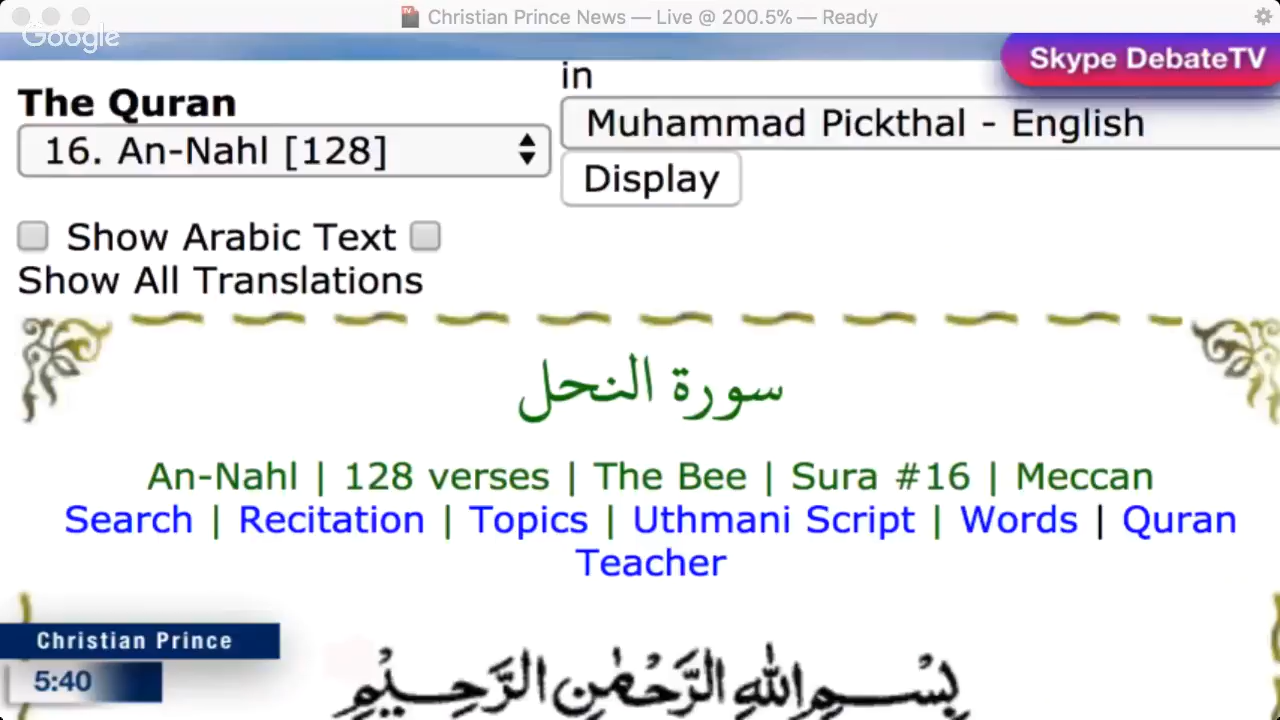 Christian Prince News — Live @ 200.5% — Ready
Google
Skype DebateTV
The Quran
in
16. An-Nahl [128]
Muhammad Pickthal - English
Display
Show Arabic Text
Show All Translations
سورة النحل
An-Nahl | 128 verses | The Bee | Sura #16 | Meccan
Search | Recitation | Topics | Uthmani Script | Words | Quran
Teacher
بِسْمِ اللهِ الرَّحْمٰنِ الرَّحِيْمِ
Christian Prince
5:40